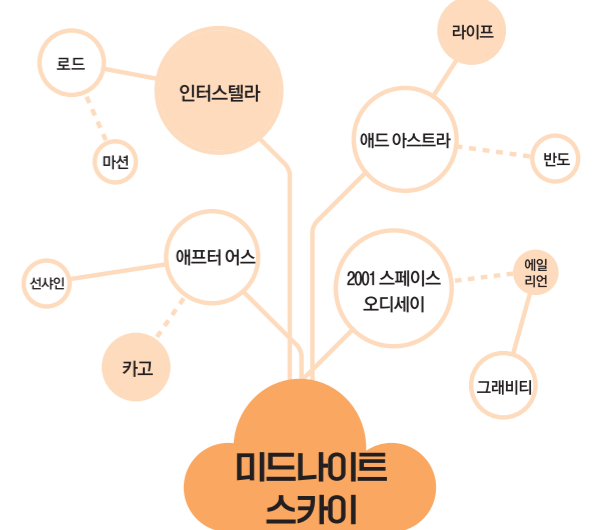 라이프
로드
인터스텔라
애드 아스트라
마션
반도
애프터 어스
선샤인
2001 스페이스
오디세이
에일
리언
카고
그래비티
미드나이트
스카이